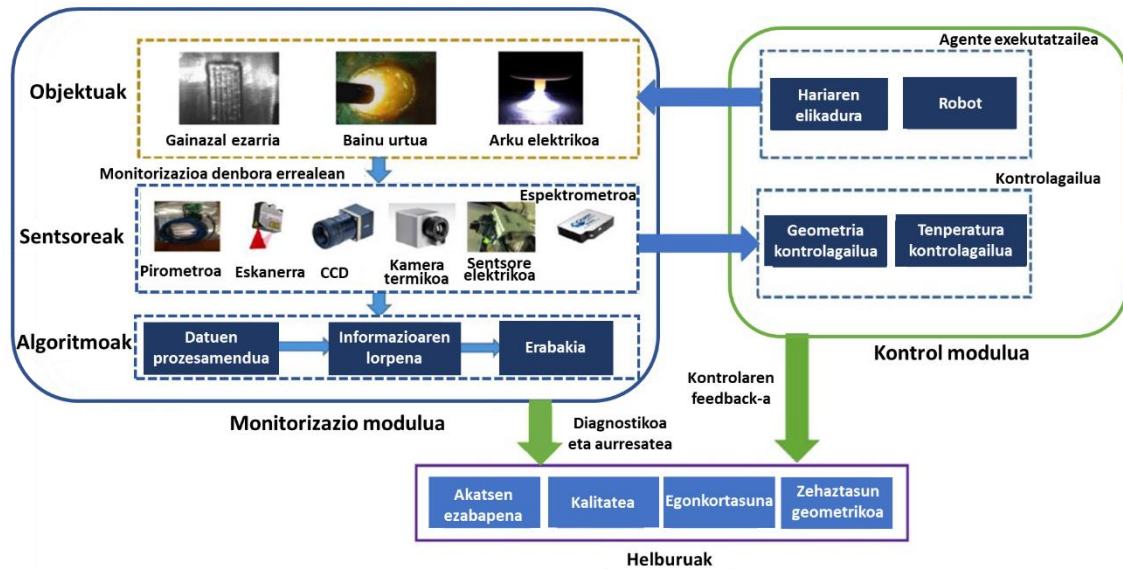 Objektuak
Gainazal ezarria
Bainu urtua
Arku elektrikoa
Monitorizazioa denbora errealean
Sentsoreak
Espektrometroa
Pirometroa
Eskanerra
CCD
Kamera
termikoa
Sentsore
elektrikoa
Algoritmoak
Datuen
prozesamendua
Informazioaren
lorpena
Erabakia
Monitorizazio modulua
Agente exekutatzailea
Hariaren
elikadura
Robot
Kontrolagailua
Geometria
kontrolagailua
Tenperatura
kontrolagailua
Kontrol modulua
Diagnostikoa
eta aurresatea
Kontrolaren
feedback-a
Akatsen
ezabapena
Kalitatea
Egonkortasuna
Zehaztasun
geometrikoa
Helburuak